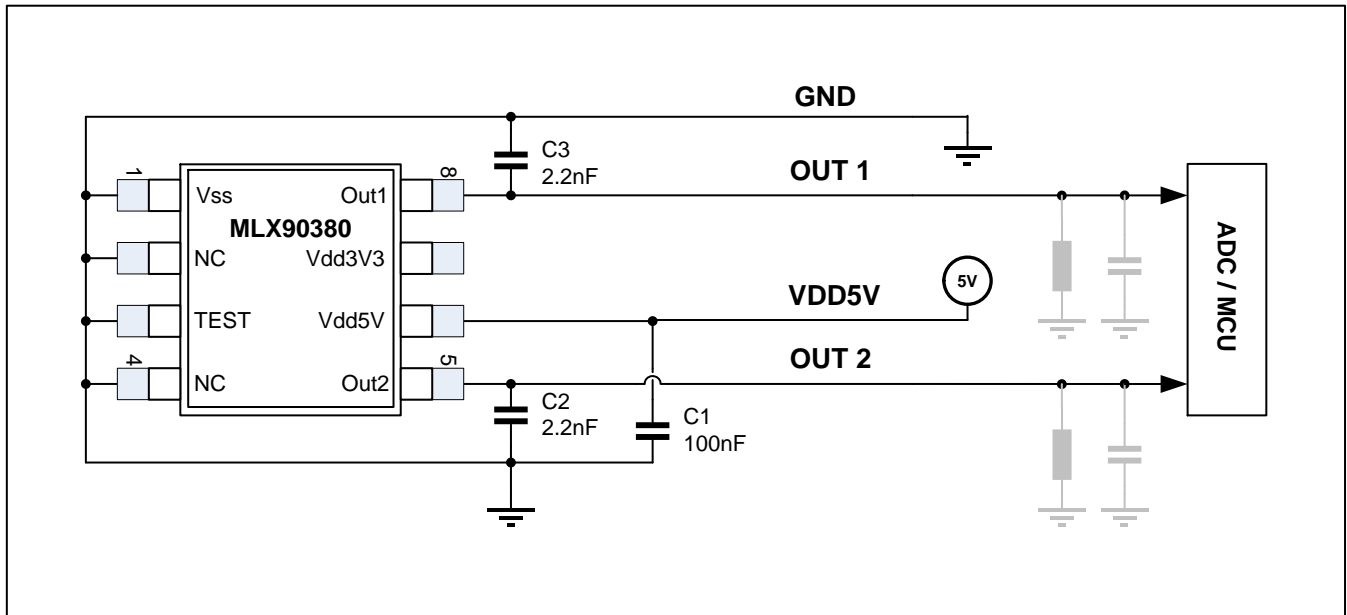 GND
C3
2.2nF
OUT 1
1
8
Vss
Out1
MLX90380
NC
Vdd3V3
5V
VDD5V
TEST
Vdd5V
ADC / MCU
OUT 2
4
5
NC
Out2
C2
2.2nF
C1
100nF